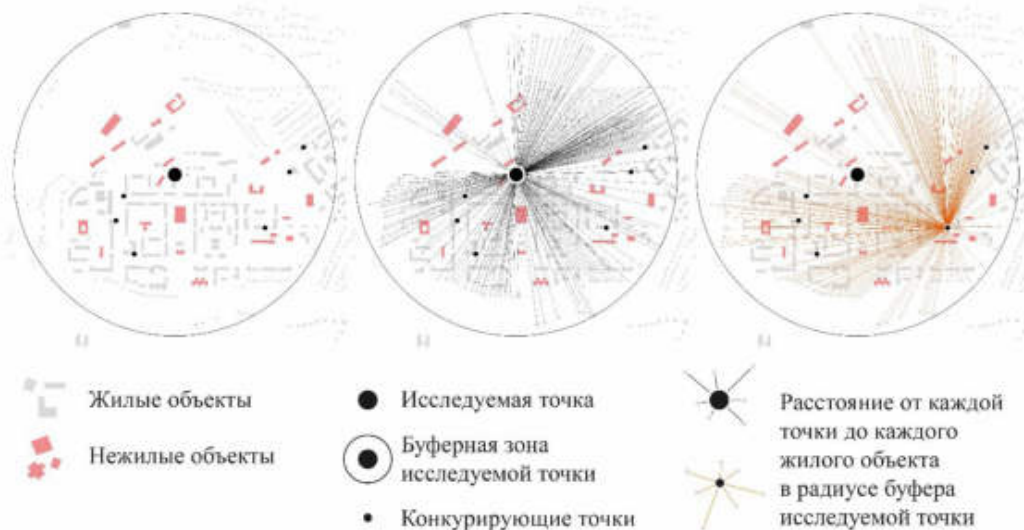 Жилые объекты
Нежилые объекты
Исследуемая точка
Буферная зона
исследуемой точки
Конкурирующие точки
Расстояние от каждой
точки до каждого
жилого объекта
в радиусе буфера
исследуемой точки